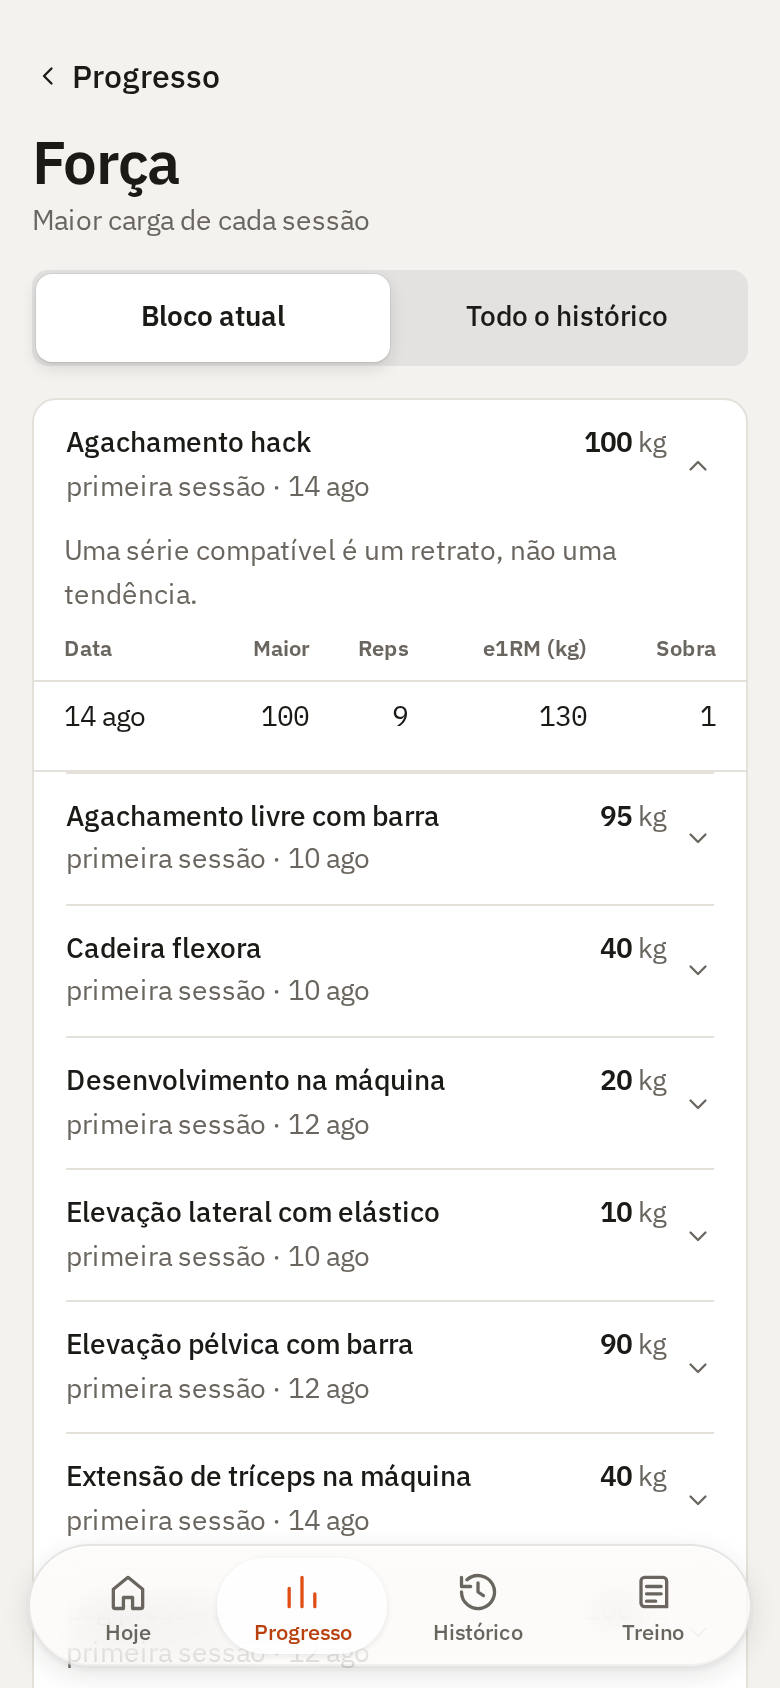 Progresso
Força
Maior carga de cada sessão
Bloco atual
Todo o histórico
Agachamento hack
100 kg
primeira sessão · 14 ago
Uma série compatível é um retrato, não uma
tendência.
Data Maior Reps e1RM (kg) Sobra
14 ago 100 9 130 1
Agachamento livre com barra
95 kg
primeira sessão · 10 ago
Cadeira flexora
40 kg
primeira sessão · 10 ago
Desenvolvimento na máquina
20 kg
primeira sessão · 12 ago
Elevação lateral com elástico
10 kg
primeira sessão · 10 ago
Elevação pélvica com barra
90 kg
primeira sessão · 12 ago
Extensão de tríceps na máquina
40 kg
primeira sessão · 14 ago
Hoje
Progresso
Histórico
Treino
primeira sessão · 12 ago